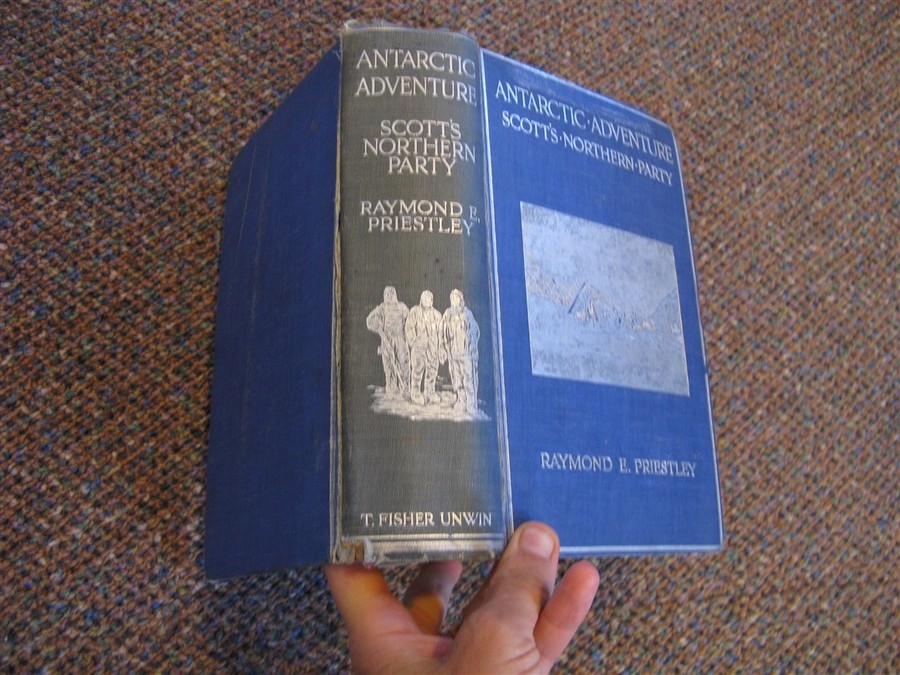 ANTARCTIC
ADVENTURE
SCOTT'S
NORTHERN
PARTY
RAYMOND E.
PRIESTLEY
T. FISHER UNWIN
ANTARCTIC·ADVENTURE
SCOTT'S·NORTHERN·PARTY
RAYMOND E. PRIESTLEY